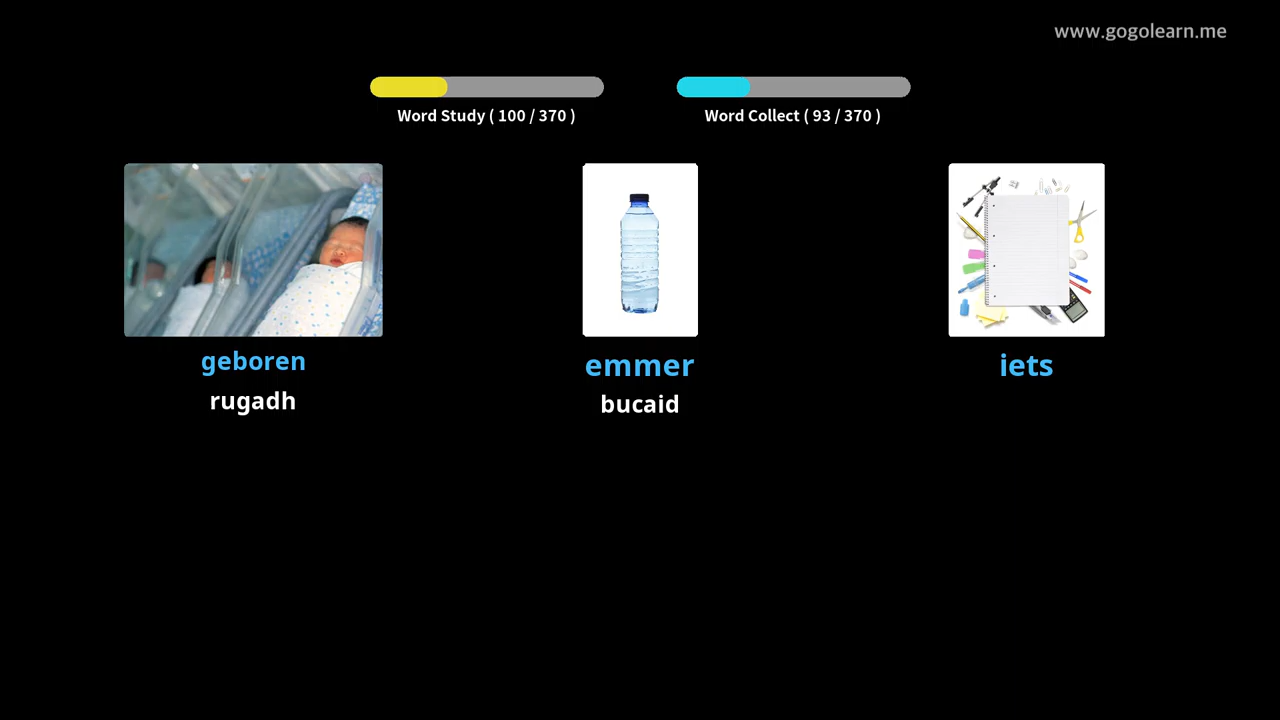 www.gogolearn.me
Word Study ( 100 / 370 )
Word Collect ( 93 / 370 )
geboren
emmer
iets
rugadh
bucaid